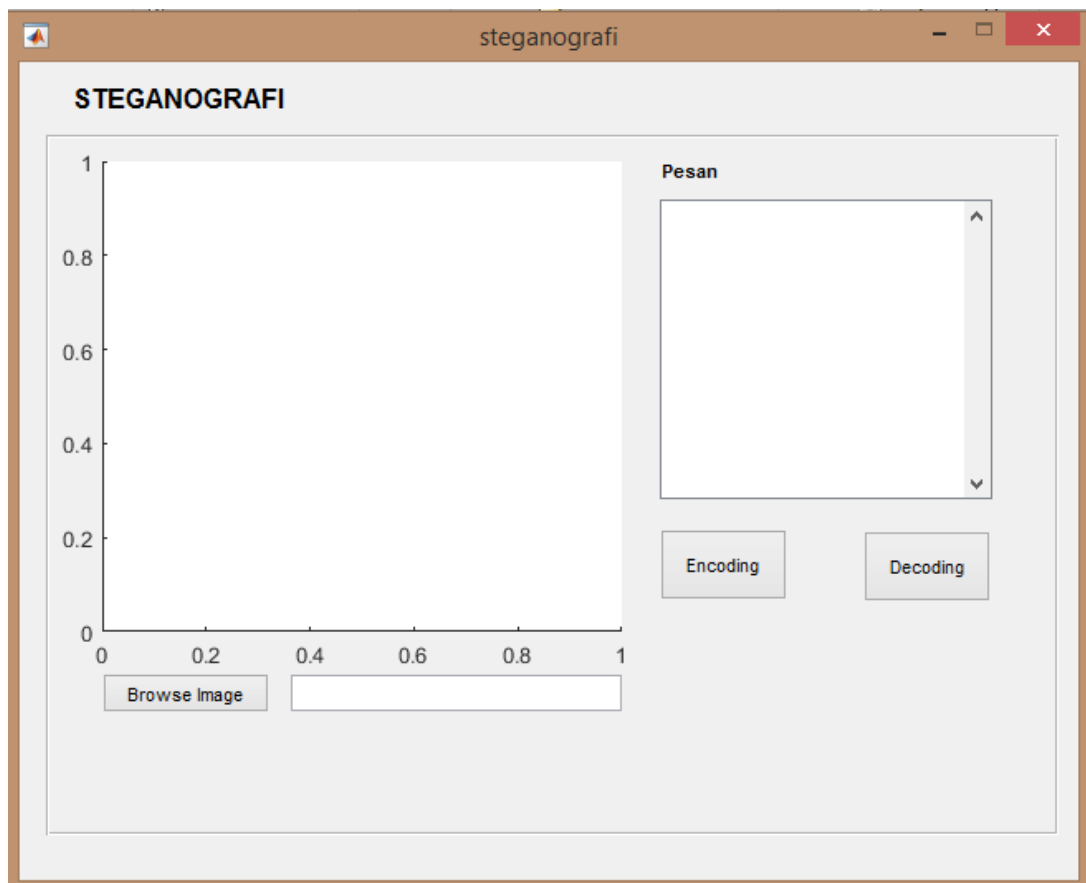 steganografi
STEGANOGRAFI
1
0.8
0.6
0.4
0.2
0
0 0.2 0.4 0.6 0.8 1
Browse Image
Pesan
Encoding Decoding